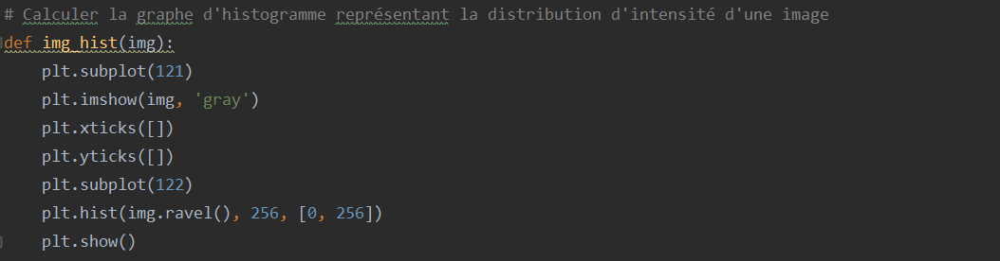 # Calculer la graphe d'histogramme représentant la distribution d'intensité d'une image
def img_hist(img):
    plt.subplot(121)
    plt.imshow(img, 'gray')
    plt.xticks([])
    plt.yticks([])
    plt.subplot(122)
    plt.hist(img.ravel(), 256, [0, 256])
    plt.show()